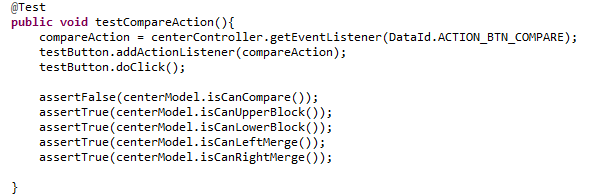 @Test
public void testCompareAction(){
    compareAction = centerController.getEventListener(DataId.ACTION_BTN_COMPARE);
    testButton.addActionListener(compareAction);
    testButton.doClick();

    assertFalse(centerModel.isCanCompare());
    assertTrue(centerModel.isCanUpperBlock());
    assertTrue(centerModel.isCanLowerBlock());
    assertTrue(centerModel.isCanLeftMerge());
    assertTrue(centerModel.isCanRightMerge());

}